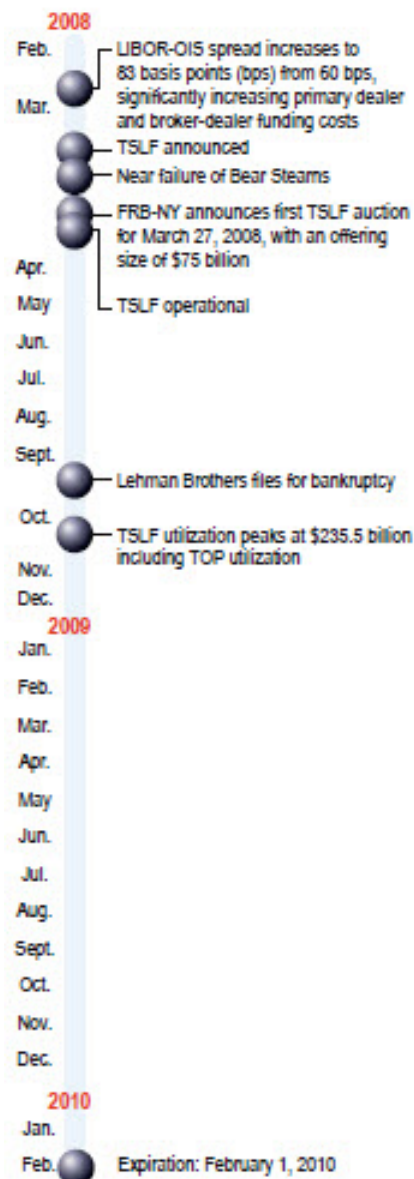 2008
Feb.
LIBOR-OIS spread increases to
83 basis points (bps) from 60 bps,
significantly increasing primary dealer
and broker-dealer funding costs
Mar.
TSLF announced
Near failure of Bear Stearns
FRB-NY announces first TSLF auction
for March 27, 2008, with an offering
size of $75 billion
Apr.
May
TSLF operational
Jun.
Jul.
Aug.
Sept.
Lehman Brothers files for bankruptcy
Oct.
TSLF utilization peaks at $235.5 billion
including TOP utilization
Nov.
Dec.
2009
Jan.
Feb.
Mar.
Apr.
May
Jun.
Jul.
Aug.
Sept.
Oct.
Nov.
Dec.
2010
Jan.
Feb.
Expiration: February 1, 2010